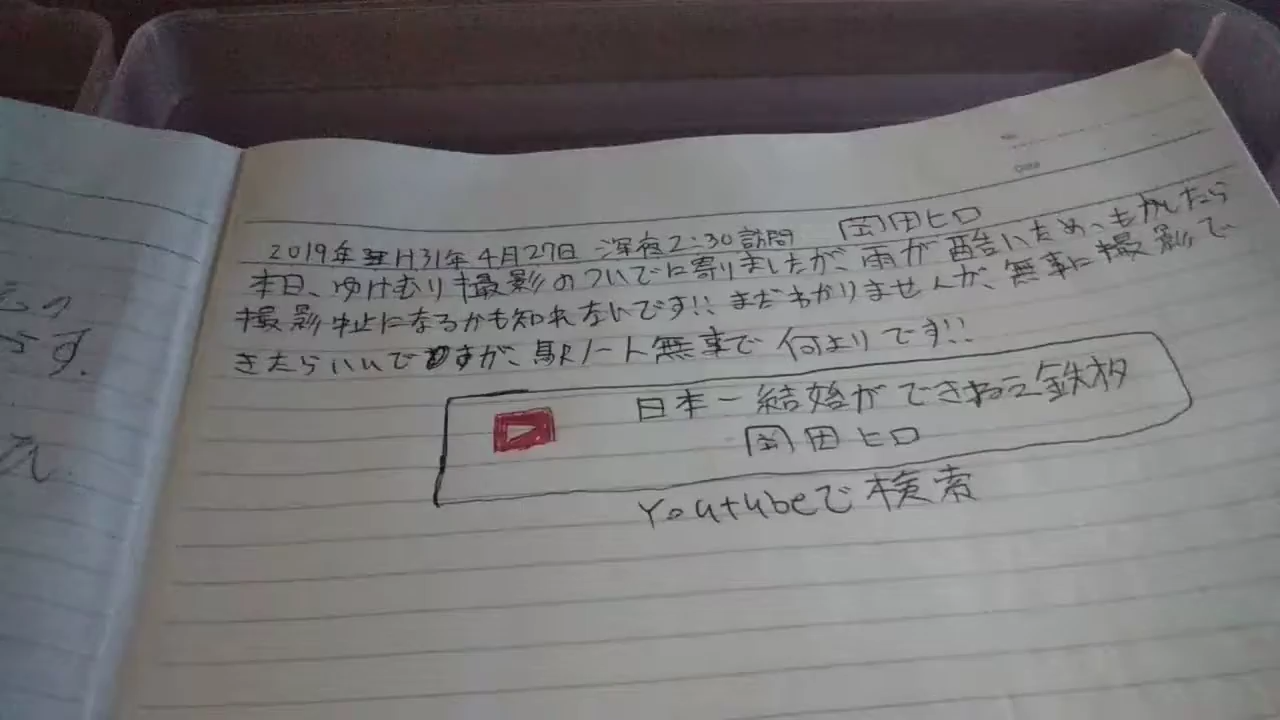 2019年 H31年4月27日 深夜2:30訪問 岡田ヒロ
本日、ゆけむり撮影のついでに寄りましたが、雨が酷いため、もかしたら
撮影中止になるかも知れないです!! まだわかりませんが、無事に撮影で
きたらいいですが、駅ノート無事で何よりです!!
日本一結始ができねえ鉄オタ
岡田ヒロ
Youtubeで検索